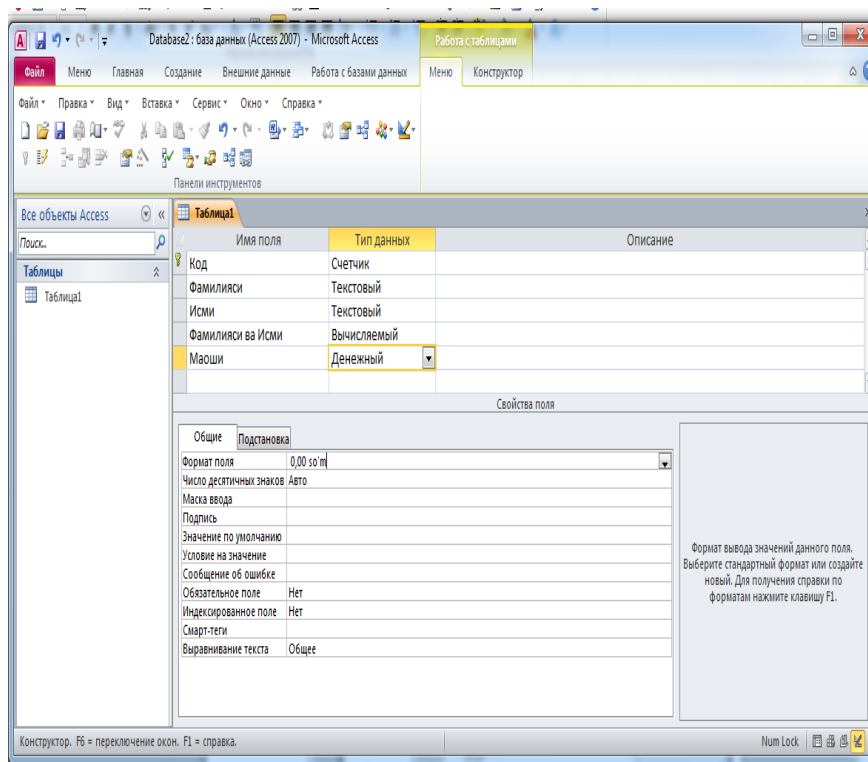 Database2 : база данных (Access 2007) - Microsoft Access
Работа с таблицами
Файл Меню Главная Создание Внешние данные Работа с базами данных Меню Конструктор
Файл Правка Вид Вставка Сервис Окно Справка
Панели инструментов
Все объекты Access
Таблица1
Поиск...
Имя поля Тип данных Описание
Таблицы
Таблица1
Код Счетчик
Фамилияси Текстовый
Исми Текстовый
Фамилияси ва Исми Вычисляемый
Маоши Денежный
Свойства поля
Общие Подстановка
Формат поля 0,00 so'm
Число десятичных знаков Авто
Маска ввода
Подпись
Значение по умолчанию
Условие на значение
Сообщение об ошибке
Обязательное поле Нет
Индексированное поле Нет
Смарт-теги
Выравнивание текста Общее
Формат вывода значений данного поля.
Выберите стандартный формат или создайте
новый. Для получения справки по
форматам нажмите клавишу F1.
Конструктор. F6 = переключение окон. F1 = справка.
Num Lock